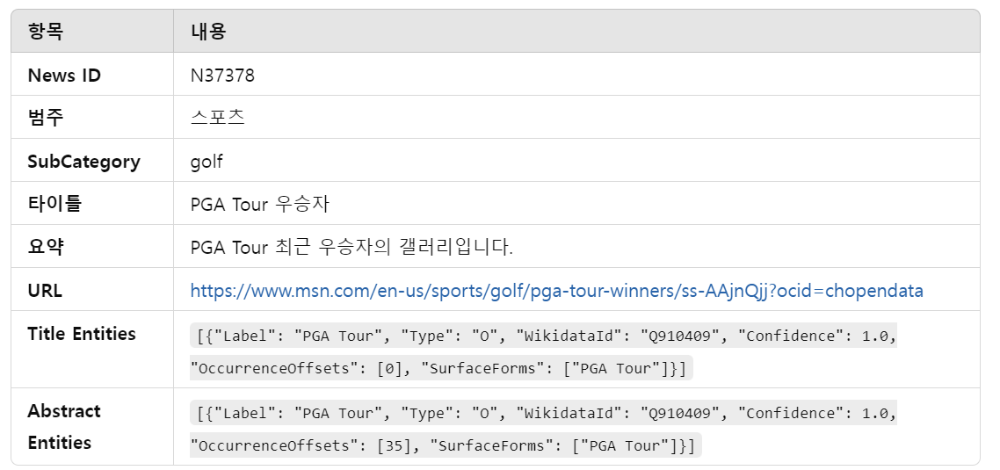 항목 내용
News ID N37378
범주 스포츠
SubCategory golf
타이틀 PGA Tour 우승자
요약 PGA Tour 최근 우승자의 갤러리입니다.
URL https://www.msn.com/en-us/sports/golf/pga-tour-winners/ss-AAjnQjj?ocid=chopendata
Title Entities [{"Label": "PGA Tour", "Type": "O", "WikidataId": "Q910409", "Confidence": 1.0,
"OccurrenceOffsets": [0], "SurfaceForms": ["PGA Tour"]}]
Abstract [{"Label": "PGA Tour", "Type": "O", "WikidataId": "Q910409", "Confidence": 1.0,
Entities "OccurrenceOffsets": [35], "SurfaceForms": ["PGA Tour"]}]